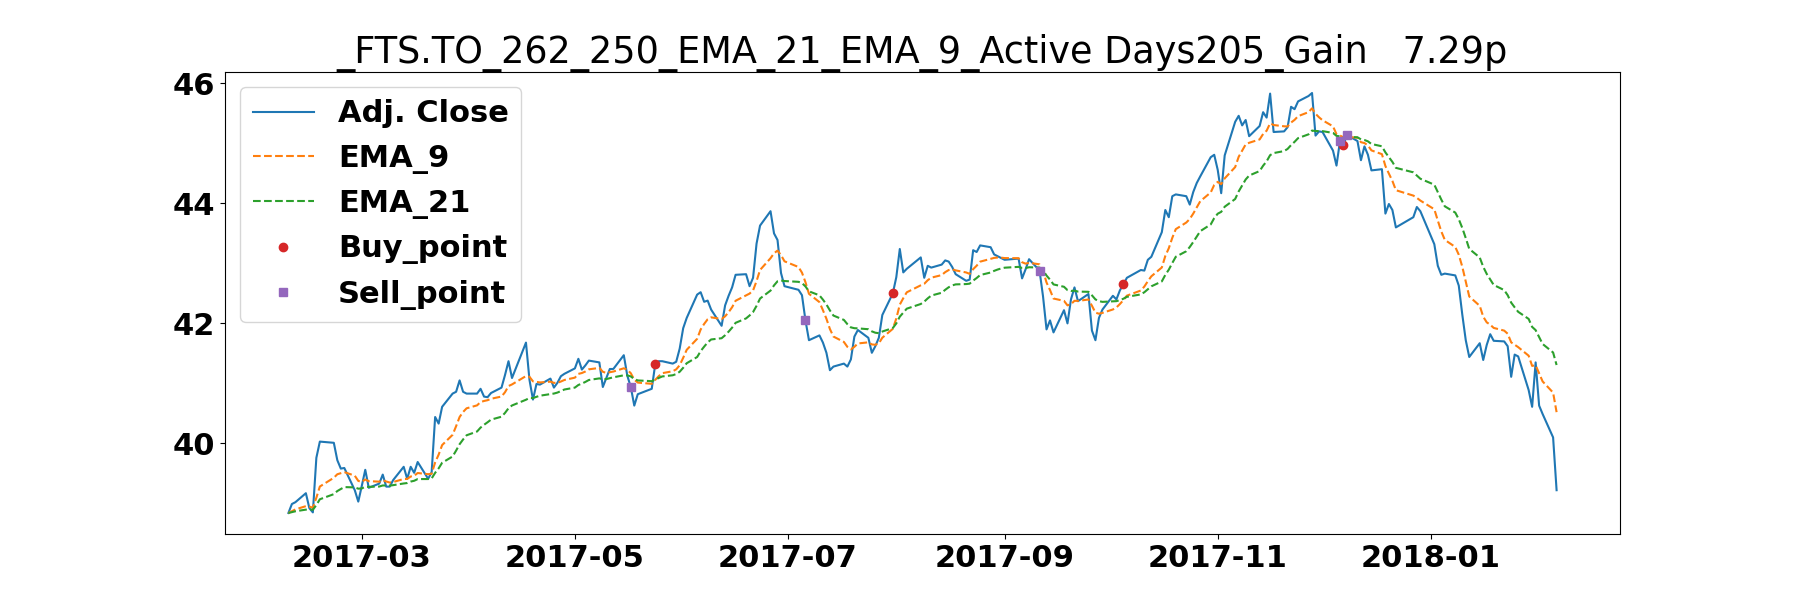 _FTS.TO_262_250_EMA_21_EMA_9_Active Days205_Gain   7.29p
46
44
42
40
Adj. Close
EMA_9
EMA_21
Buy_point
Sell_point
2017-03
2017-05
2017-07
2017-09
2017-11
2018-01